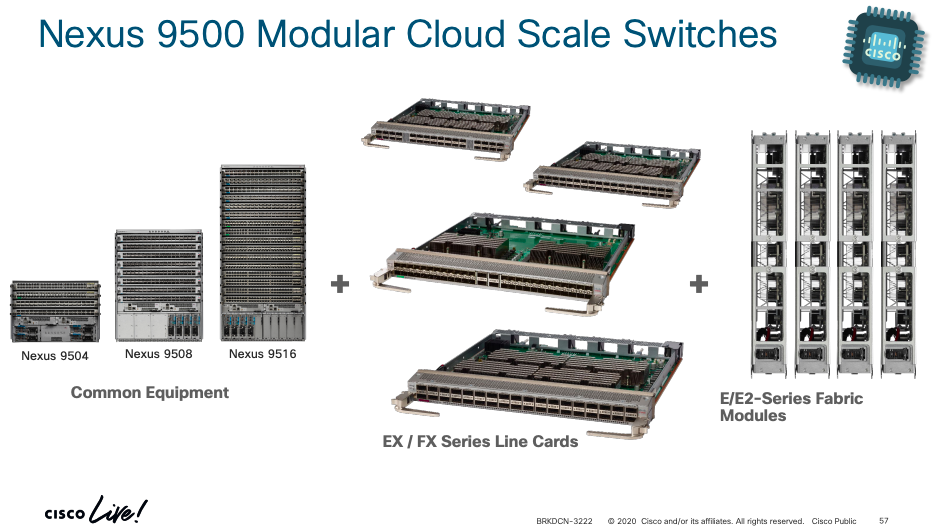 Nexus 9500 Modular Cloud Scale Switches
CISCO
Nexus 9504
Nexus 9508
Nexus 9516
Common Equipment
+
EX / FX Series Line Cards
+
E/E2-Series Fabric
Modules
CISCO Live!
BRKDCN-3222 © 2020 Cisco and/or its affiliates. All rights reserved. Cisco Public 57